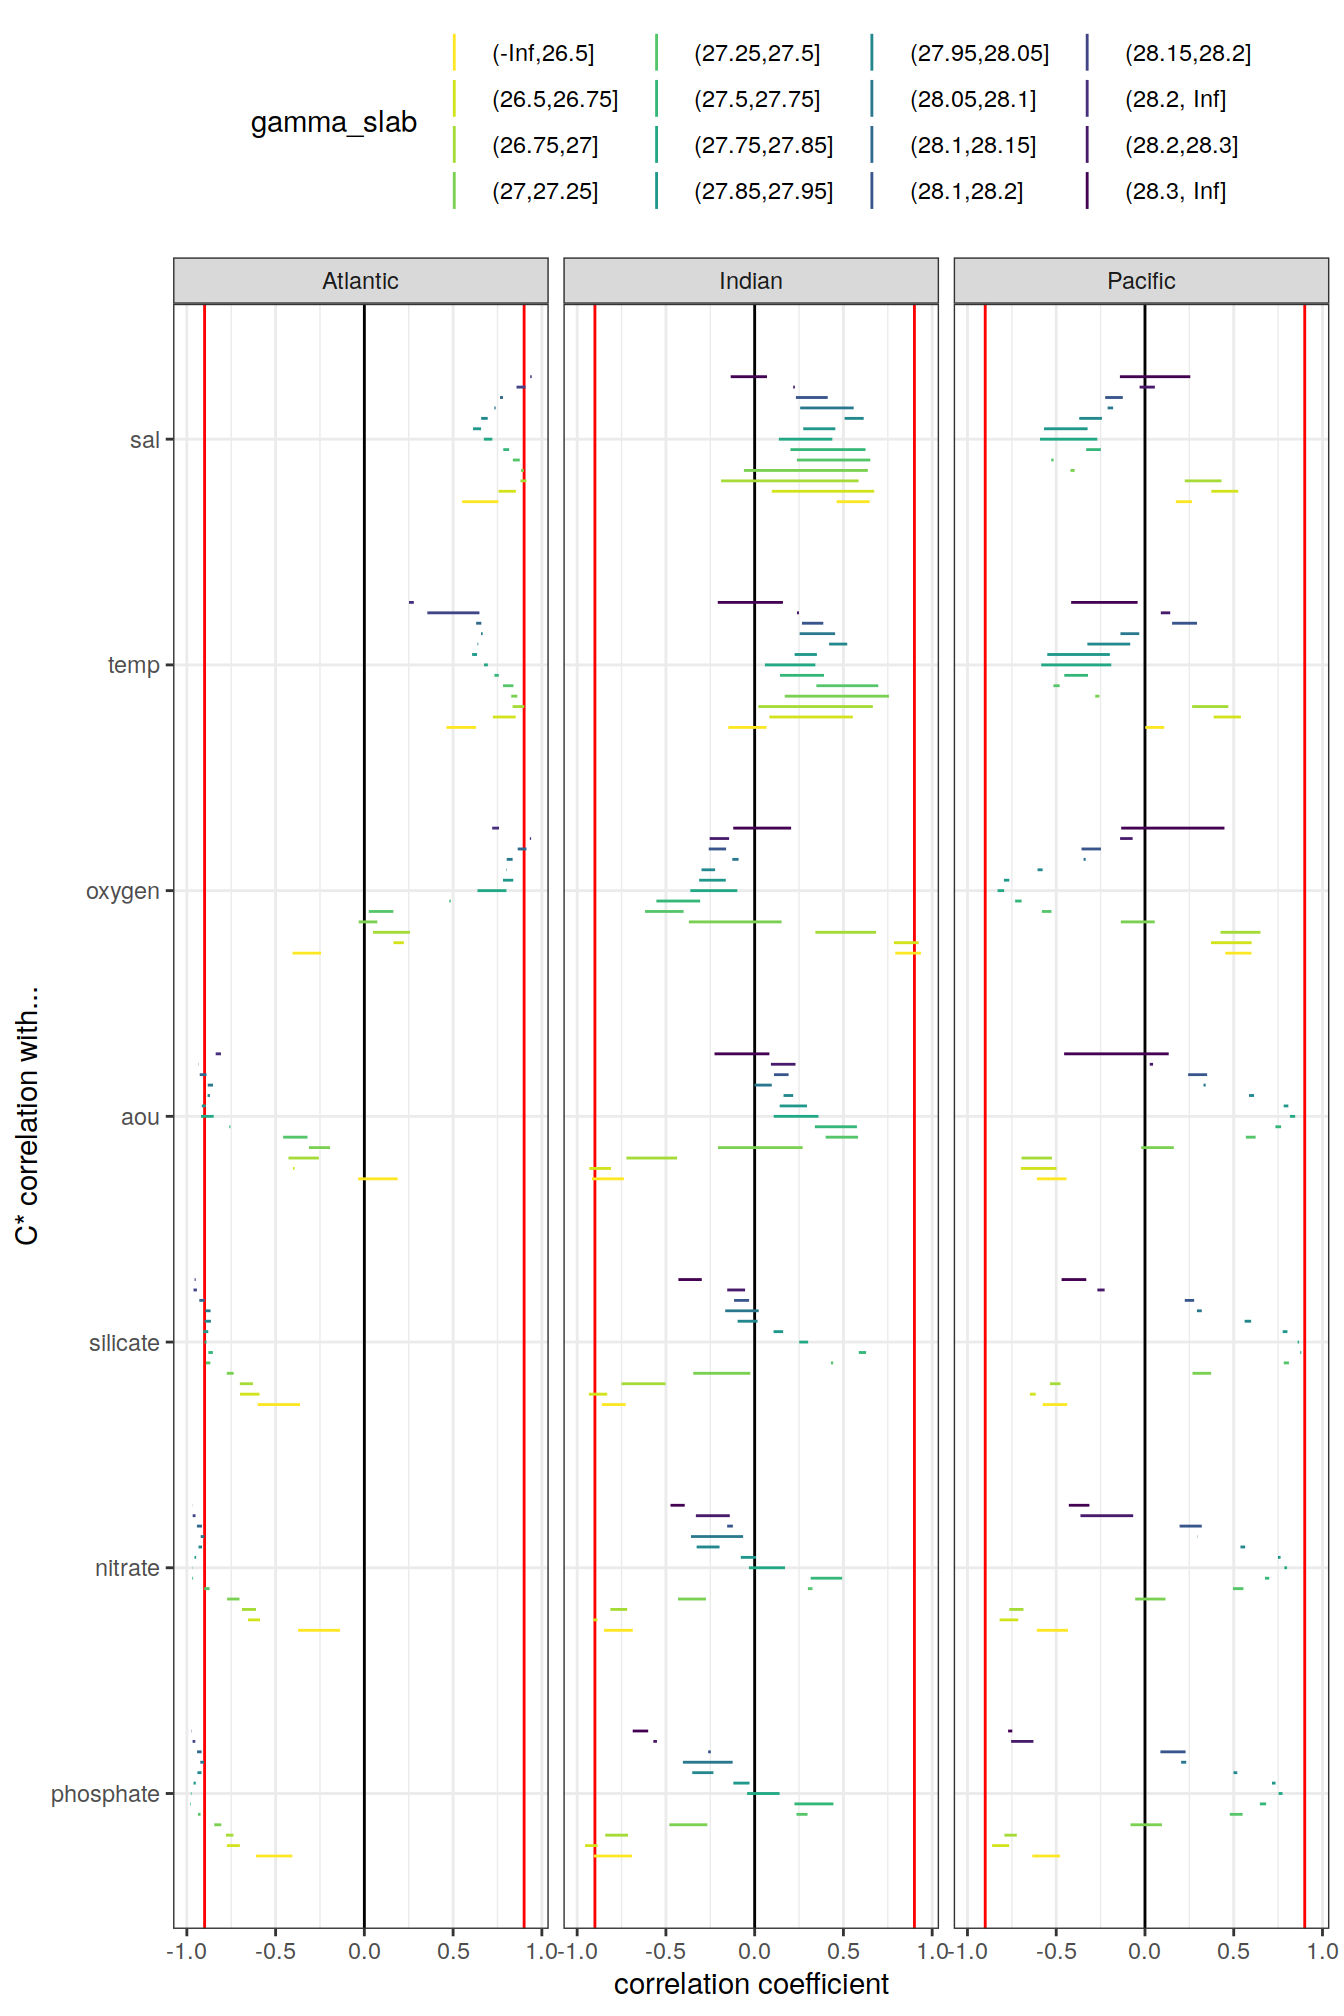 gamma_slab
(-Inf,26.5]
(26.5,26.75]
(26.75,27]
(27,27.25]
(27.25,27.5]
(27.5,27.75]
(27.75,27.85]
(27.85,27.95]
(27.95,28.05]
(28.05,28.1]
(28.1,28.15]
(28.1,28.2]
(28.15,28.2]
(28.2, Inf]
(28.2,28.3]
(28.3, Inf]
Atlantic
Indian
Pacific
C* correlation with...
sal
temp
oxygen
aou
silicate
nitrate
phosphate
-1.0 -0.5 0.0 0.5 1.0
-1.0 -0.5 0.0 0.5 1.0
-1.0 -0.5 0.0 0.5 1.0
correlation coefficient